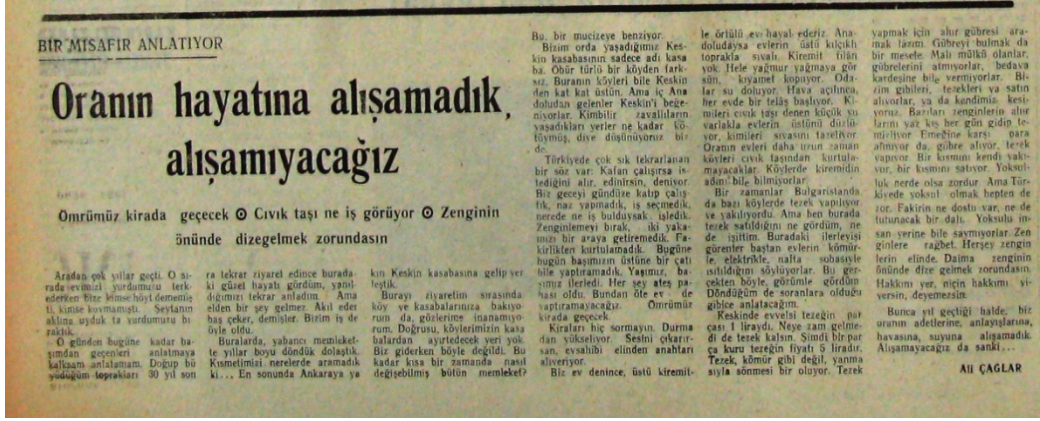 BİR MİSAFİR ANLATIYOR
Oranın hayatına alışamadık,
alışamıyacağız
Ömrümüz kirada geçecek ⊙ Cıvık taşı ne iş görüyor ⊙ Zenginin
önünde dizegelmek zorundasın
Aradan çok yıllar geçti. O sı-
rada evimizi yurdumuzu terk-
ederken bize kimse höyt dememiş
ti, kimse kovmamıştı. Şeytanın
aklına uyduk ta yurdumuzu bı
raktık.
O günden bugüne kadar ba-
şımdan geçenleri anlatmaya
kalksam anlatamam. Doğup bü
yüdüğüm toprakları 30 yıl son
ra tekrar ziyaret edince burada-
ki güzel hayatı gördüm, yanıl-
dığımızı tekrar anladım. Ama
elden bir şey gelmez. Akıl eder
baş çeker, demişler. Bizim iş de
öyle oldu.
Buralarda, yabancı memleket-
te yıllar boyu döndük dolaştık.
Kısmetimizi nerelerde aramadık
ki... En sonunda Ankaraya ya
kın Keskin kasabasına gelip yer
leştik.
Burayı ziyaretim sırasında
köy ve kasabalarınıza bakıyo-
rum da, gözlerime inanamıyo-
rum. Doğrusu, köylerimizin kasa
balardan ayırtedecek yeri yok.
Biz giderken böyle değildi. Bu
kadar kısa bir zamanda nasıl
değişebilmiş bütün memleket?
Bu, bir mucizeye benziyor.
Bizim orda yaşadığımız Kes-
kin kasabasının sadece adı kasa
ba. Öbür türlü bir köyden fark-
sız. Buranın köyleri bile Keskin
den kat kat üstün. Ama iç Ana
doludan gelenler Keskin'i beğe-
niyorlar. Kimbilir zavallıların
yaşadıkları yerler ne kadar kö-
tüymüş, diye düşünüyoruz biz
de.
Türkiyede çok sık tekrarlanan
bir söz var: Kafan çalışırsa is-
tediğini alır, edinirsin, deniyor.
Biz geceyi gündüze katıp çalış-
tık, naz yapmadık, iş seçmedik,
nerede ne iş bulduysak işledik.
Zenginlemeyi bırak, iki yaka-
mızı bir araya getiremedik. Fa-
kirlikten kurtulamadık. Bugüne
bugün başımızın üstüne bir çatı
bile yaptıramadık. Yaşımız, ba-
şımız ilerledi. Her şey ateş pa-
hası oldu. Bundan öte ev de
yaptıramayacağız. Ömrümüz
kirada geçecek.
Kiraları hiç sormayın. Durma
dan yükseliyor. Sesini çıkarır-
san, evsahibi elinden anahtarı
alıveriyor.
Biz ev denince, üstü kiremit-
le örtülü evi hayal ederiz. Ana-
doludaysa evlerin üstü kılçıklı
toprakla sıvalı. Kiremit filân
yok. Hele yağmur yağmaya gör
sün, kıyamet kopuyor. Oda-
lar su doluyor. Hava açılınca,
her evde bir telâş başlıyor. Ki-
mileri cıvık taşı denen küçük yu
varlakla evlerin üstünü düzlü-
yor, kimileri sıvasını tazeliyor.
Oranın evleri daha uzun zaman
köyleri cıvık taşından kurtula-
mayacaklar. Köylerde kiremidin
adını bile bilmiyorlar.
Bir zamanlar Bulgaristanda
da bazı köylerde tezek yapılıyor
ve yakılıyordu. Ama hen burada
tezek satıldığını ne gördüm, ne
de işittim. Buradaki ilerleyişi
görenler baştan evlerin kömür-
le, elektrikle, nafta sobasıyle
ısıtıldığını söylüyorlar. Bu ger-
çekten böyle, gözümle gördüm
Döndüğüm de soranlara olduğu
gibice anlatacağım.
Keskinde evvelsi tezeğin par
çası 1 liraydı. Neye zam gelme-
di de tezek kalsın. Şimdi bir par
ça kuru tezeğin fiyatı 5 liradır.
Tezek, kömür gibi değil, yanma
sıyla sönmesi bir oluyor. Tezek
yapmak için ahır gübresi ara-
mak lâzım. Gübreyi bulmak da
bir mesele. Malı mülkü olanlar,
gübrelerini atmıyorlar, bedava
kardeşine bile vermiyorlar. Bi-
zim gibileri, tezekleri ya satın
alıyorlar, ya da kendimiz kesi-
yoruz. Bazıları zenginlerin ahır
larını yaz kış her gün gidip te-
mizliyor. Emeğine karşı para
almıyor da, gübre alıyor, tezek
yapıyor. Bir kısmını kendi yakı-
yor, bir kısmını satıyor. Yoksul-
luk nerde olsa zordur. Ama Tür-
kiyede yoksul olmak hepten de
zor. Fakirin ne dostu var, ne de
tutunacak bir dalı. Yoksulu in-
san yerine bile saymıyorlar. Zen
ginlere rağbet. Herşey zengin
lerin elinde. Daima zenginin
önünde dize gelmek zorundasın.
Hakkını yer, niçin hakkımı yi-
yersin, deyemezsin.
Bunca yıl geçtiği halde, biz
oranın adetlerine, anlayışlarına,
havasına, suyuna alışamadık.
Alışamayacağız da sanki...
Ali ÇAĞLAR